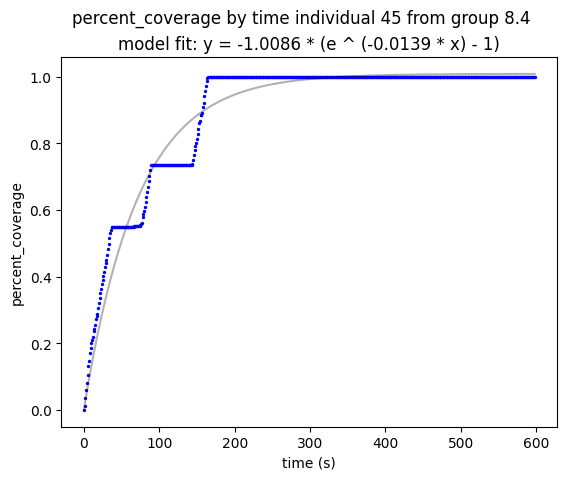 percent_coverage by time individual 45 from group 8.4
model fit: y = -1.0086 * (e ^ (-0.0139 * x) - 1)
1.0
0.8
0.6
0.4
0.2
0.0
percent_coverage
0 100 200 300 400 500 600
time (s)